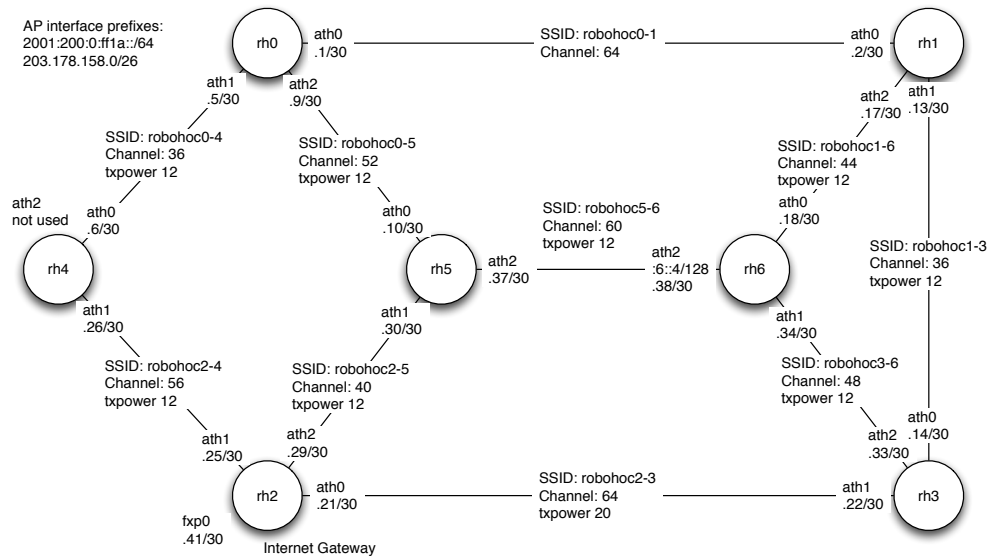 AP interface prefixes:
2001:200:0:ff1a::/64
203.178.158.0/26
rh0
ath0
.1/30
SSID: robohoc0-1
Channel: 64
ath0
.2/30
rh1
ath1
.5/30
ath2
.9/30
ath2
.17/30
ath1
.13/30
SSID: robohoc0-4
Channel: 36
txpower 12
SSID: robohoc0-5
Channel: 52
txpower 12
SSID: robohoc1-6
Channel: 44
txpower 12
ath2
not used
ath0
.6/30
ath0
.10/30
SSID: robohoc5-6
Channel: 60
txpower 12
ath0
.18/30
SSID: robohoc1-3
Channel: 36
txpower 12
rh4
rh5
ath2
.37/30
ath2
:6::4/128
.38/30
rh6
ath1
.26/30
ath1
.30/30
ath1
.34/30
SSID: robohoc2-4
Channel: 56
txpower 12
SSID: robohoc2-5
Channel: 40
txpower 12
SSID: robohoc3-6
Channel: 48
txpower 12
ath1
.25/30
ath2
.29/30
ath2
.33/30
ath0
.14/30
rh2
ath0
.21/30
SSID: robohoc2-3
Channel: 64
txpower 20
ath1
.22/30
rh3
fxp0
.41/30
Internet Gateway